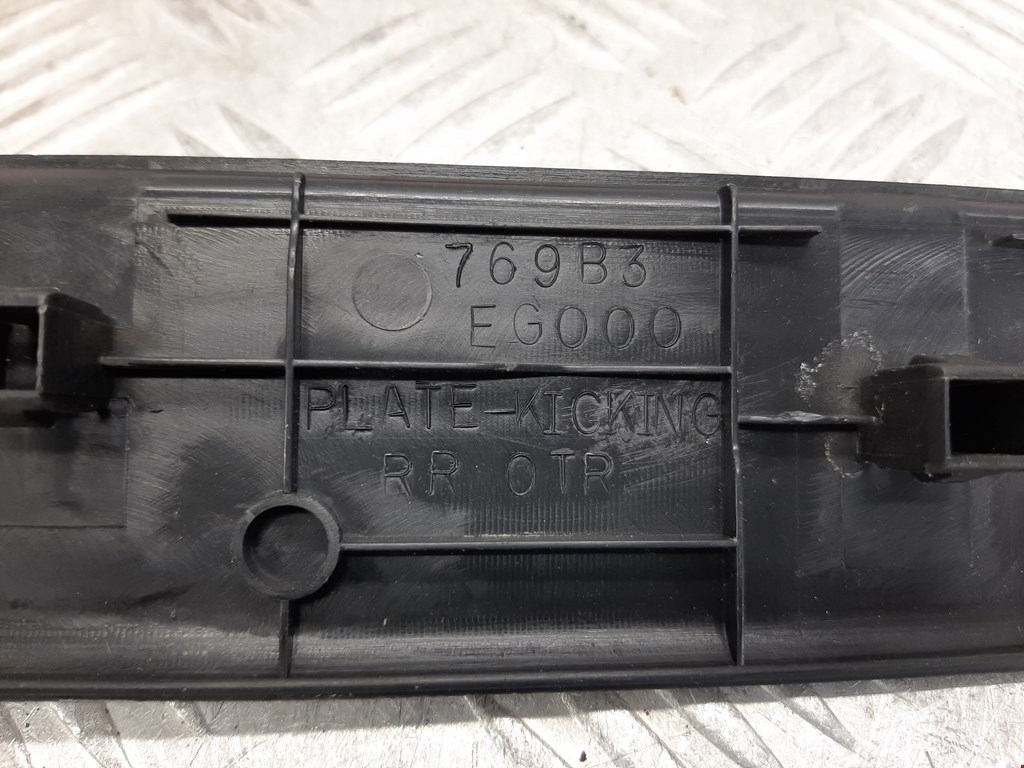 769B3
EG000
PLATE-KICKING
RR OTR